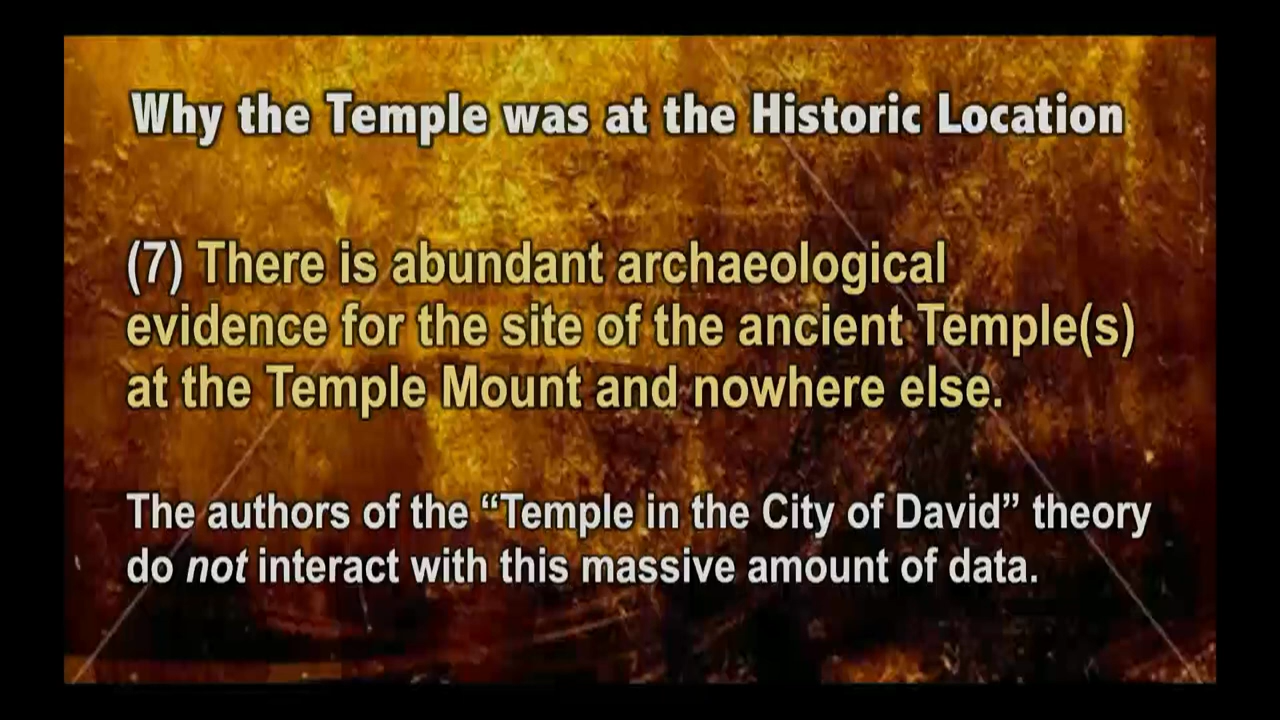 Why the Temple was at the Historic Location
(7) There is abundant archaeological
evidence for the site of the ancient Temple(s)
at the Temple Mount and nowhere else.
The authors of the “Temple in the City of David” theory
do not interact with this massive amount of data.